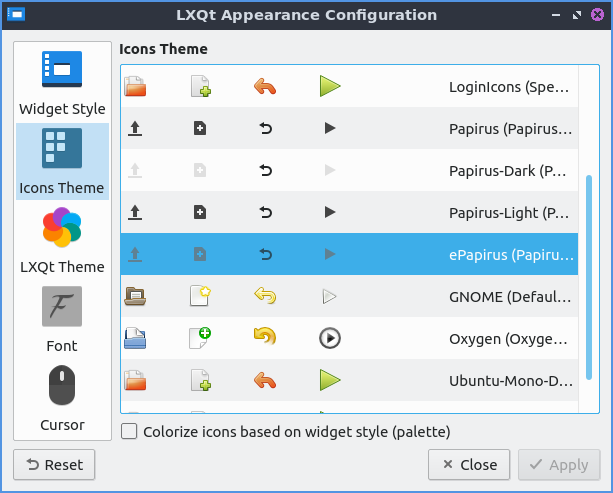 LXQt Appearance Configuration
Widget Style
Icons Theme
LXQt Theme
Font
Cursor
Icons Theme
LoginIcons (Spe...
Papirus (Papirus...
Papirus-Dark (P...
Papirus-Light (P...
ePapirus (Papiru...
GNOME (Defaul...
Oxygen (Oxyge...
Ubuntu-Mono-D...
Colorize icons based on widget style (palette)
Reset
Close
Apply